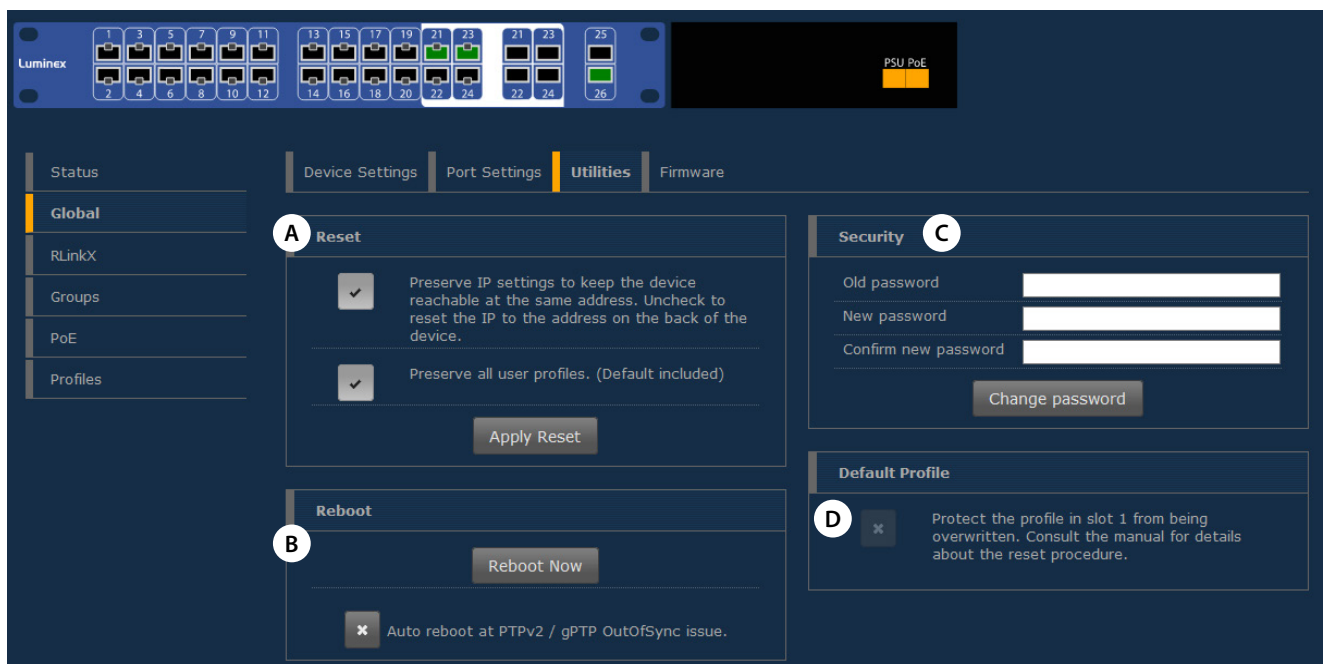 1 3 5 7 9 11 13 15 17 19 21 23 21 23 25
Luminex
PSU PoE
2 4 6 8 10 12 14 16 18 20 22 24 22 24 26
Status
Global
RLinkX
Groups
PoE
Profiles
Device Settings Port Settings Utilities Firmware
A Reset
Preserve IP settings to keep the device
reachable at the same address. Uncheck to
reset the IP to the address on the back of the
device.
Preserve all user profiles. (Default included)
Apply Reset
Reboot
B
Reboot Now
Auto reboot at PTPv2 / gPTP OutOfSync issue.
Security C
Old password
New password
Confirm new password
Change password
Default Profile
D
Protect the profile in slot 1 from being
overwritten. Consult the manual for details
about the reset procedure.